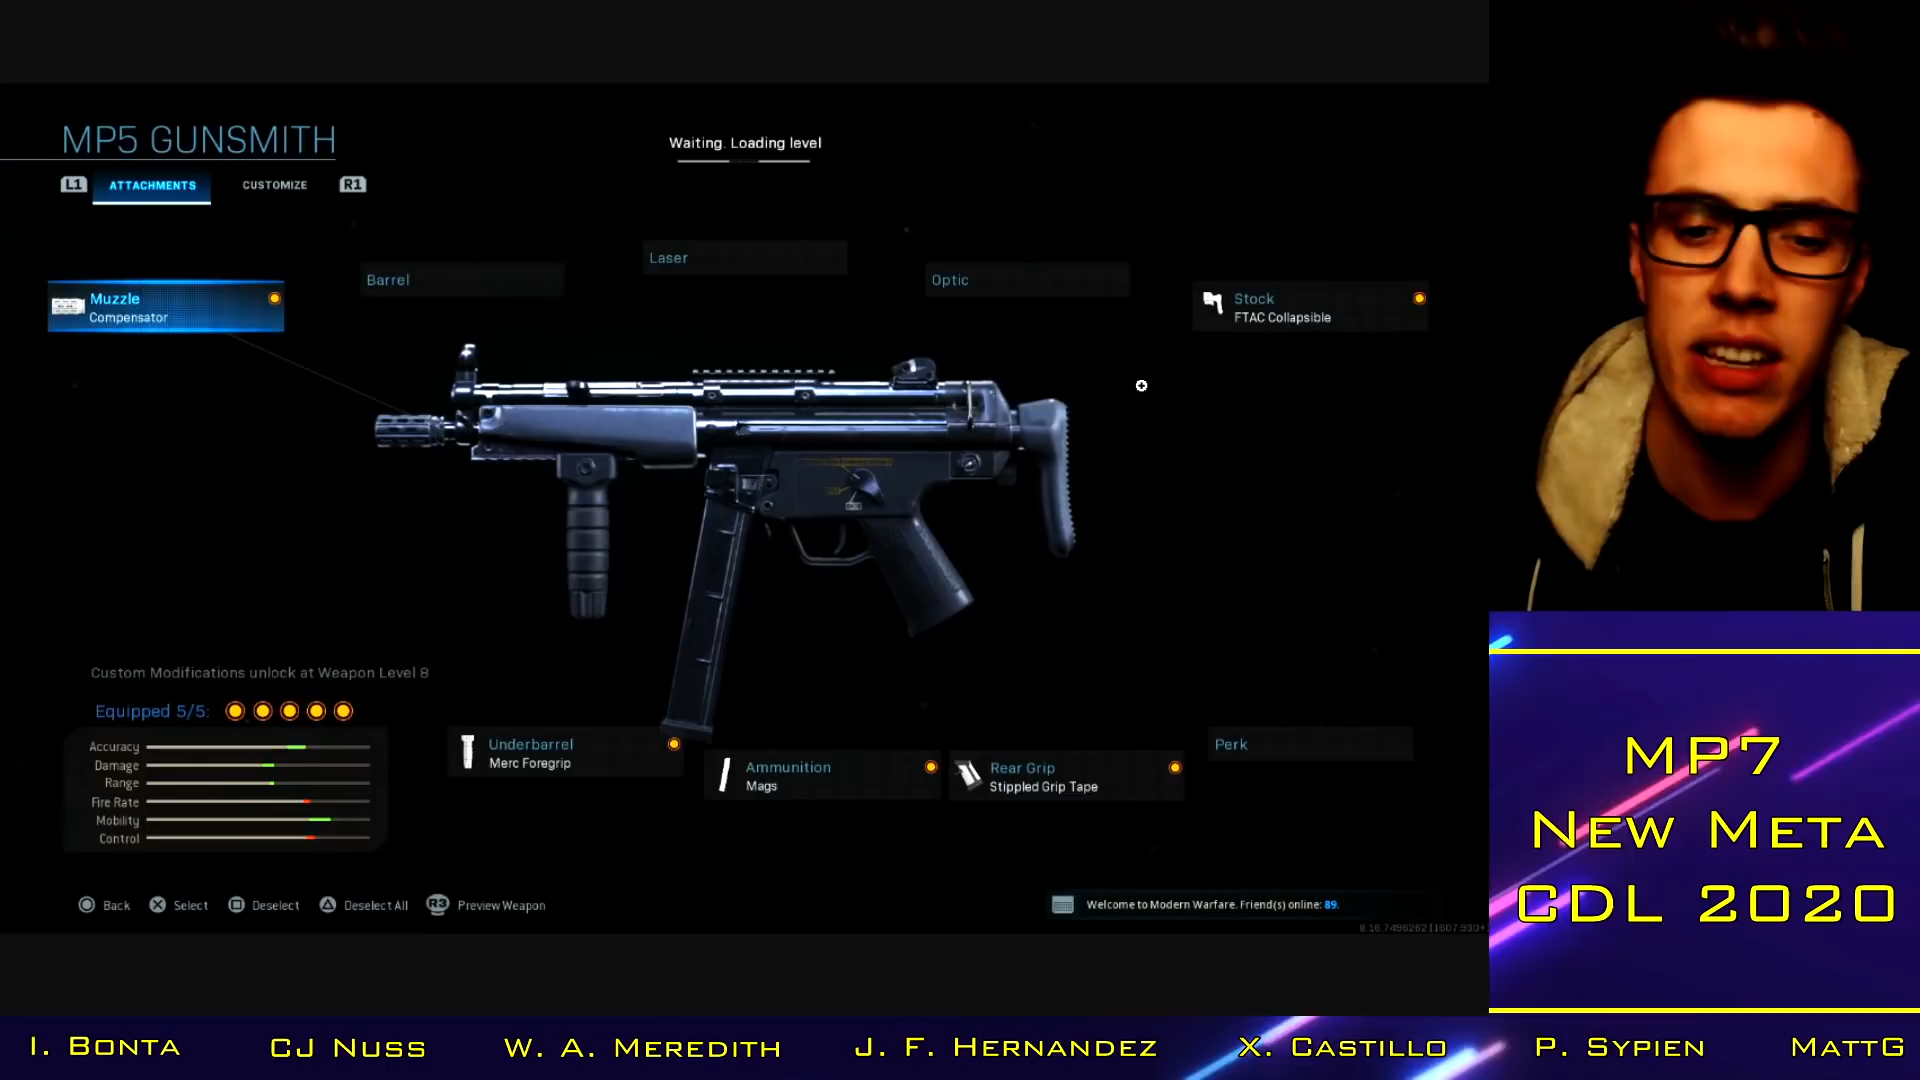 MP5 GUNSMITH
Waiting. Loading level
L1 ATTACHMENTS CUSTOMIZE R1
Laser
Barrel
Optic
Muzzle
Compensator
Stock
FTAC Collapsible
Custom Modifications unlock at Weapon Level 8
Equipped 5/5:
Accuracy
Damage
Range
Fire Rate
Mobility
Control
Underbarrel
Merc Foregrip
Ammunition
Mags
Rear Grip
Stippled Grip Tape
Perk
Back Select Deselect Deselect All R3 Preview Weapon
Welcome to Modern Warfare. Friend(s) online: 89.
MP7
New Meta
CDL 2020
I. Bonta CJ Nuss W. A. Meredith J. F. Hernandez X. Castillo P. Sypien MattG